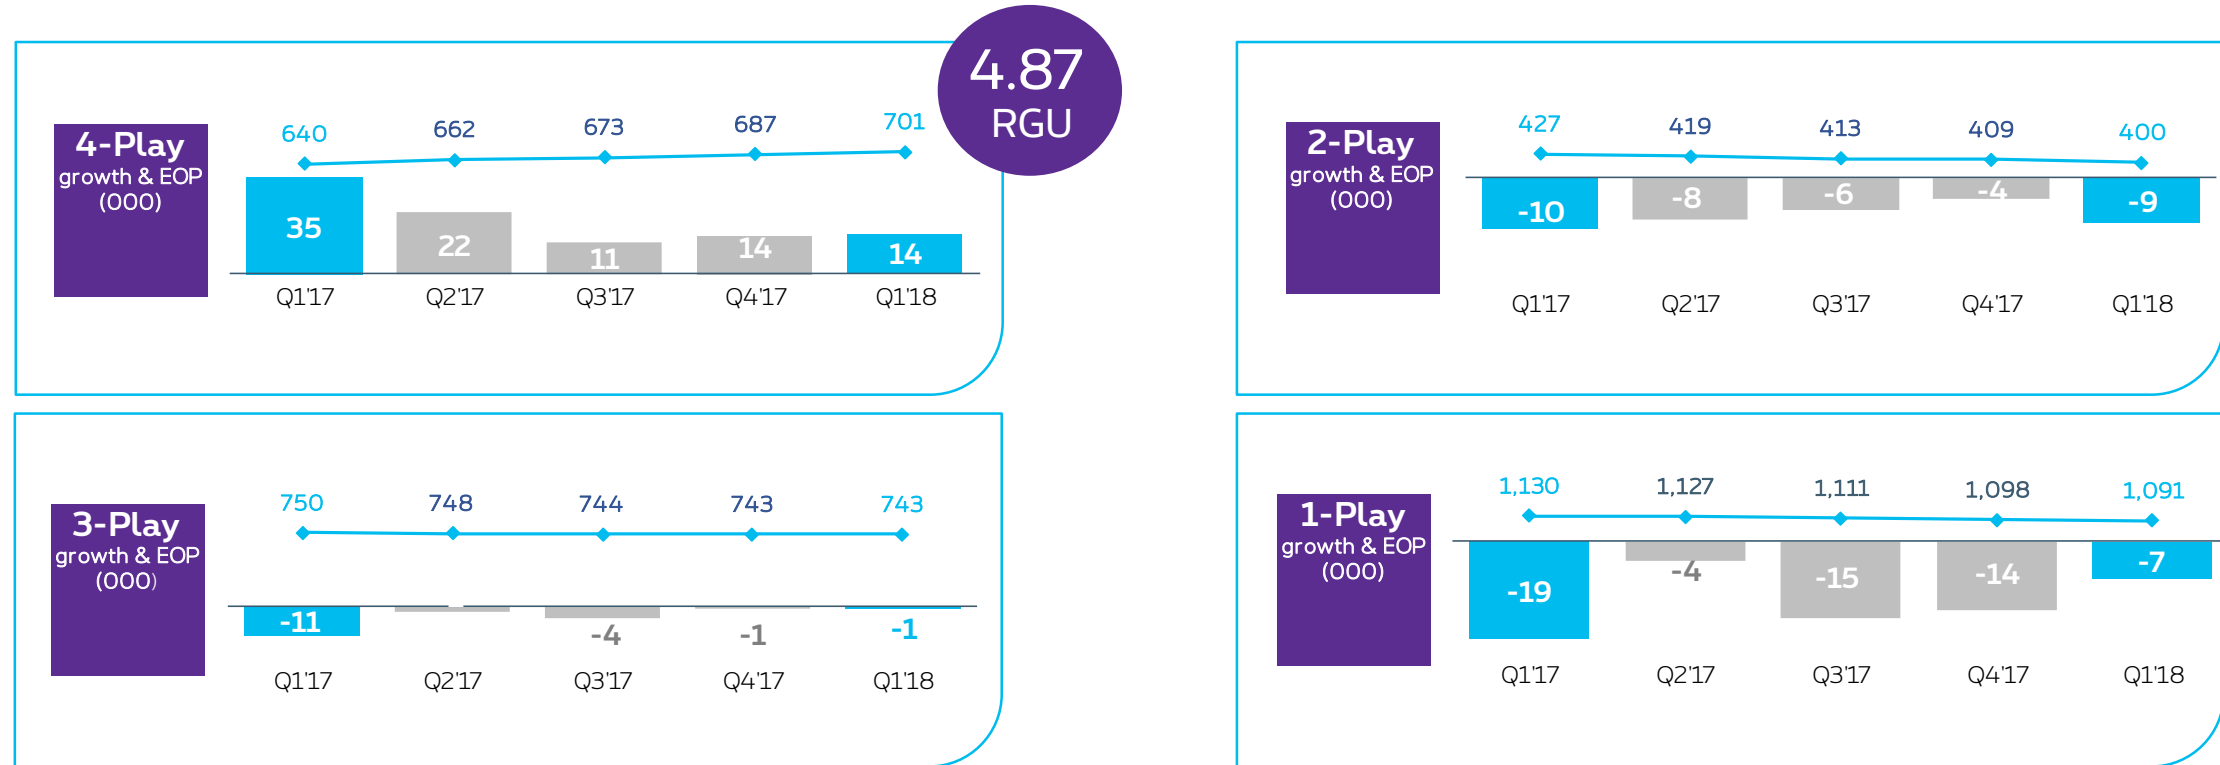 4.87
RGU
4-Play
growth & EOP
(000)
640 662 673 687 701
35 22 11 14 14
Q1'17 Q2'17 Q3'17 Q4'17 Q1'18
2-Play
growth & EOP
(000)
427 419 413 409 400
-10 -8 -6 -4 -9
Q1'17 Q2'17 Q3'17 Q4'17 Q1'18
3-Play
growth & EOP
(000)
750 748 744 743 743
-11 -4 -1 -1
Q1'17 Q2'17 Q3'17 Q4'17 Q1'18
1-Play
growth & EOP
(000)
1,130 1,127 1,111 1,098 1,091
-19 -4 -15 -14 -7
Q1'17 Q2'17 Q3'17 Q4'17 Q1'18